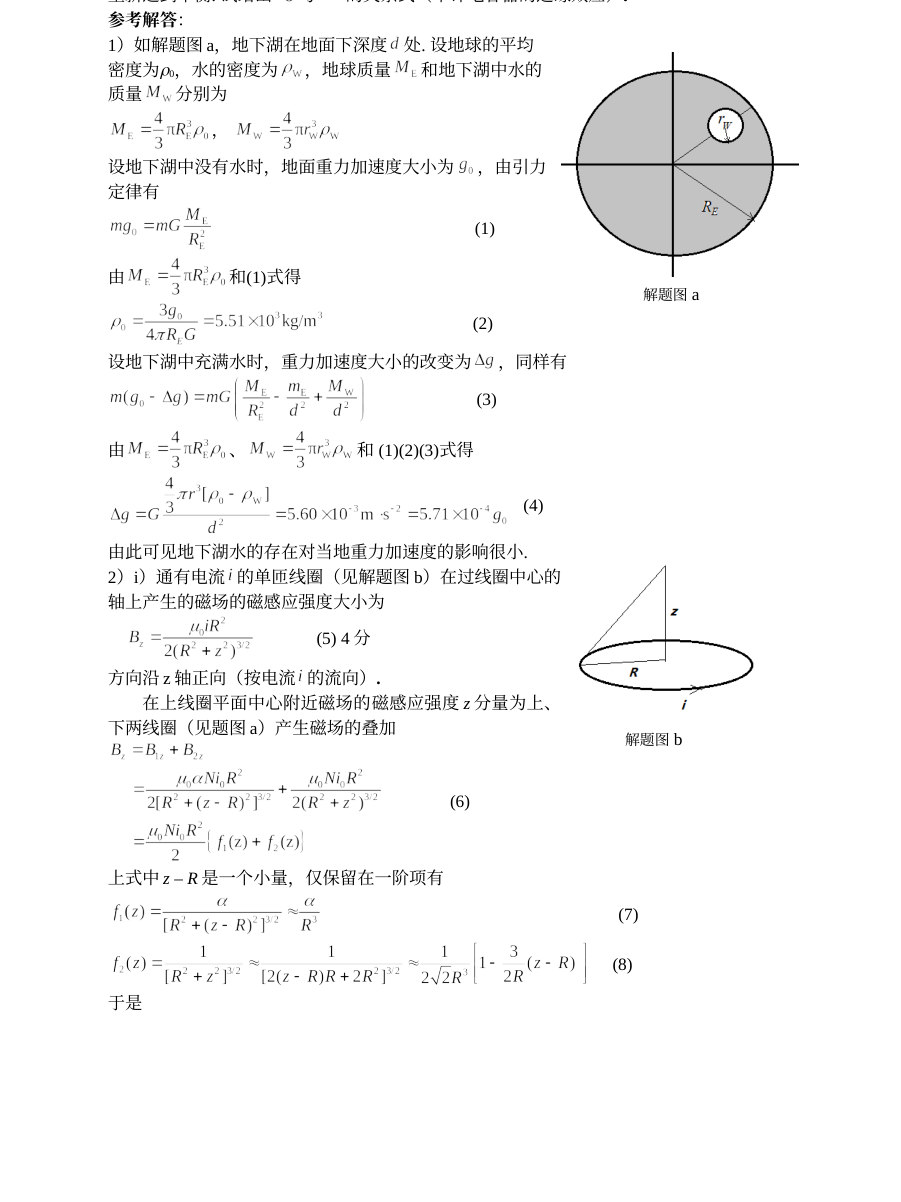 参考解答：
1）如解题图 a，地下湖在地面下深度 d 处. 设地球的平均
密度为ρ₀，水的密度为 ρ_W，地球质量 M_E 和地下湖中水的
质量 M_W 分别为
M_E = 4/3 πR_E³ρ₀， M_W = 4/3 πr_W³ρ_W
设地下湖中没有水时，地面重力加速度大小为 g₀，由引力
定律有
mg₀ = mG M_E/R_E² (1)
由 M_E = 4/3 πR_E³ρ₀ 和(1)式得
ρ₀ = 3g₀/(4πR_E G) = 5.51×10³kg/m³ (2)
设地下湖中充满水时，重力加速度大小的改变为 Δg，同样有
m(g₀ - Δg) = mG(M_E/R_E² - m_E/d² + M_W/d²) (3)
由 M_E = 4/3 πR_E³ρ₀、 M_W = 4/3 πr_W³ρ_W 和 (1)(2)(3)式得
Δg = G (4/3 πr³[ρ₀ - ρ_W])/d² = 5.60×10⁻³m ·s⁻² = 5.71×10⁻⁴ g₀ (4)
由此可见地下湖水的存在对当地重力加速度的影响很小.
r_W
R_E
解题图 a
2）i）通有电流 i 的单匝线圈（见解题图 b）在过线圈中心的
轴上产生的磁场的磁感应强度大小为
B_z = μ₀iR²/(2(R² + z²)^{3/2}) (5) 4 分
方向沿 z 轴正向（按电流 i 的流向）.
在上线圈平面中心附近磁场的磁感应强度 z 分量为上、
下两线圈（见题图 a）产生磁场的叠加
B_z = B_{1z} + B_{2z}
= μ₀αNi₀R²/(2[R² + (z - R)²]^{3/2}) + μ₀Ni₀R²/(2(R² + z²)^{3/2}) (6)
= μ₀Ni₀R²/2 {f₁(z) + f₂(z)}
z
R
i
解题图 b
上式中 z – R 是一个小量，仅保留在一阶项有
f₁(z) = α/[R² + (z - R)²]^{3/2} ≈ α/R³ (7)
f₂(z) = 1/[R² + z²]^{3/2} ≈ 1/[2(z - R)R + 2R²]^{3/2} ≈ 1/(2√2R³) [1 - 3/(2R) (z - R)] (8)
于是